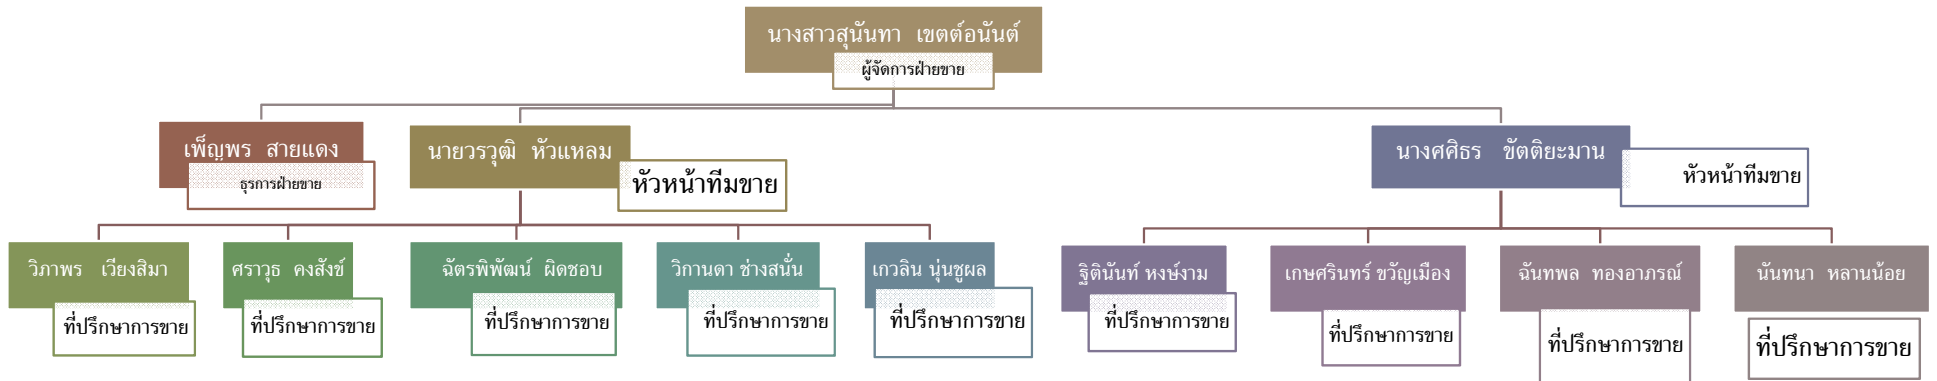 นางสาวสุนันทา เขตต์อนันต์
ผู้จัดการฝ่ายขาย
เพ็ญพร สายแดง
ธุรการฝ่ายขาย
นายวรวุฒิ หัวแหลม
หัวหน้าทีมขาย
นางศศิธร ขัตติยะมาน
หัวหน้าทีมขาย
วิภาพร เวียงสิมา
ที่ปรึกษาการขาย
ศราวุธ คงสังข์
ที่ปรึกษาการขาย
ฉัตรพิพัฒน์ ผิดชอบ
ที่ปรึกษาการขาย
วิกานดา ช่างสนั่น
ที่ปรึกษาการขาย
เกวลิน นุ่นชูผล
ที่ปรึกษาการขาย
ฐิตินันท์ หงษ์งาม
ที่ปรึกษาการขาย
เกษศรินทร์ ขวัญเมือง
ที่ปรึกษาการขาย
ฉันทพล ทองอาภรณ์
ที่ปรึกษาการขาย
นันทนา หลานน้อย
ที่ปรึกษาการขาย